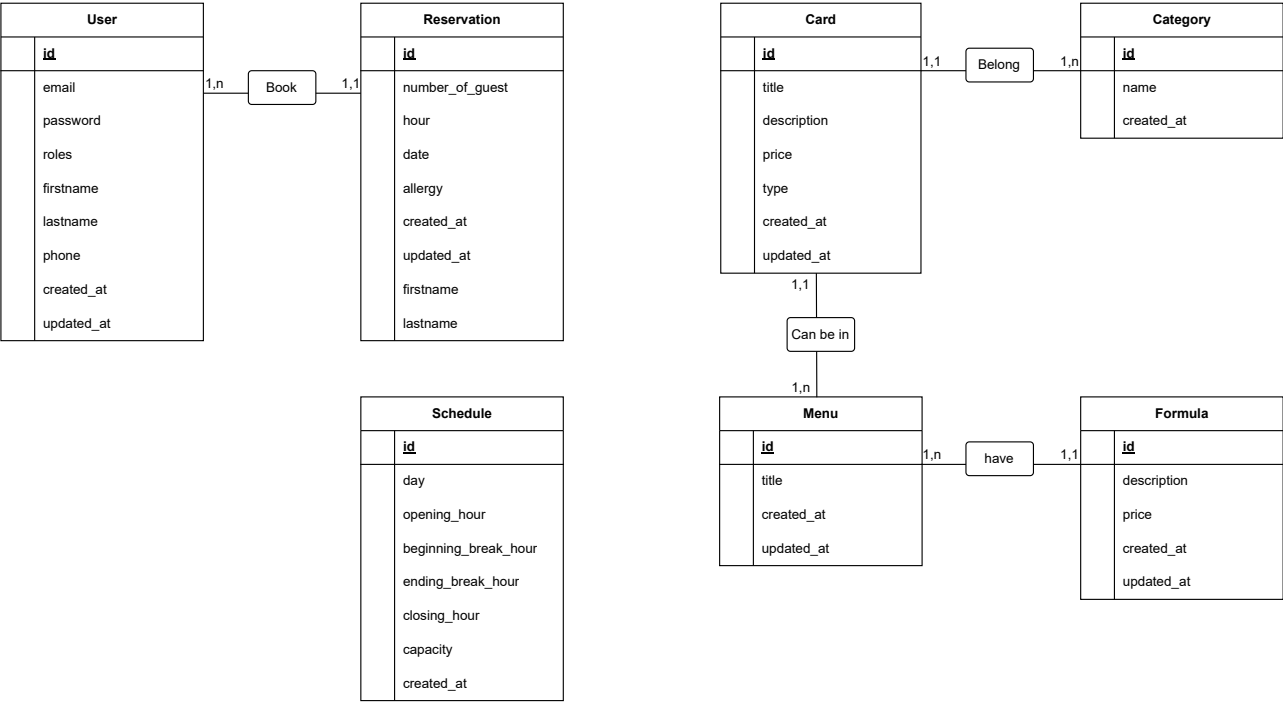 User
id
email
password
roles
firstname
lastname
phone
created_at
updated_at
1,n
Book
1,1
Reservation
id
number_of_guest
hour
date
allergy
created_at
updated_at
firstname
lastname
Schedule
id
day
opening_hour
beginning_break_hour
ending_break_hour
closing_hour
capacity
created_at
Card
id
title
description
price
type
created_at
updated_at
1,1
Belong
1,n
Category
id
name
created_at
1,1
Can be in
1,n
Menu
id
title
created_at
updated_at
1,n
have
1,1
Formula
id
description
price
created_at
updated_at